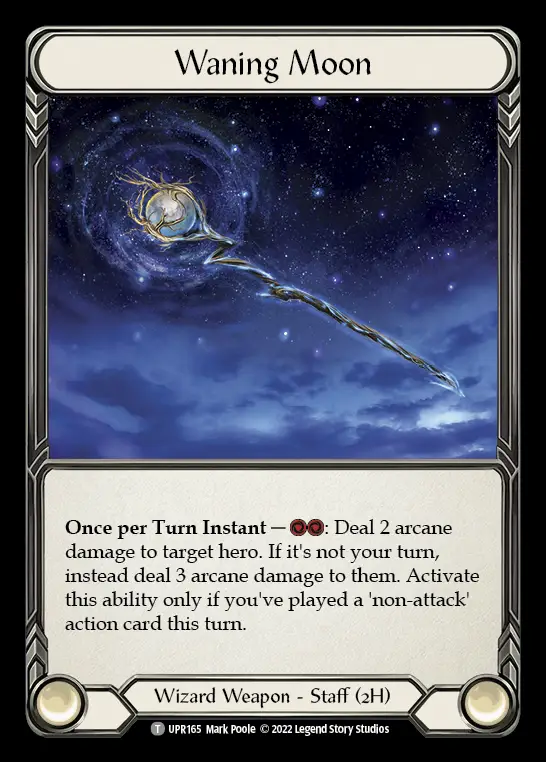 Waning Moon
Once per Turn Instant — : Deal 2 arcane
damage to target hero. If it's not your turn,
instead deal 3 arcane damage to them. Activate
this ability only if you've played a 'non-attack'
action card this turn.
Wizard Weapon - Staff (2H)
T UPR165 Mark Poole © 2022 Legend Story Studios